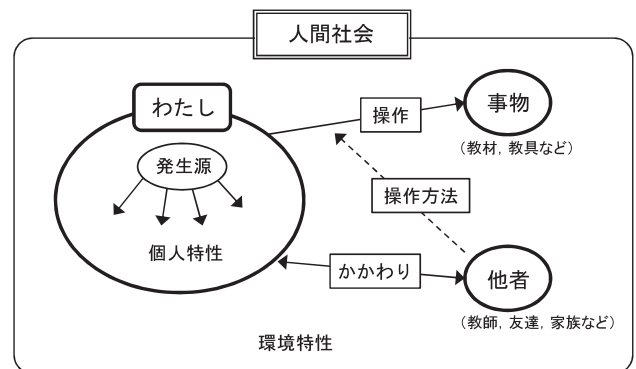 人間社会
わたし
発生源
個人特性
操作
事物
(教材, 教具など)
操作方法
かかわり
他者
(教師, 友達, 家族など)
環境特性